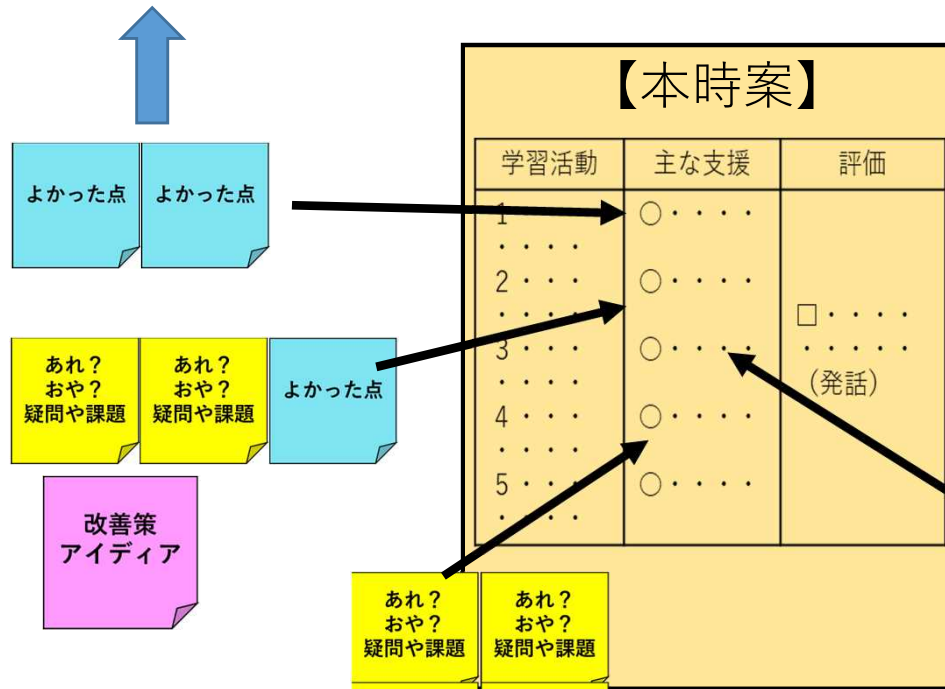 【本時案】
学習活動 主な支援 評価
1
・・・・
2・・・
・・・・
3・・・
・・・・
4・・・
・・・・
5・・・
・・・・
○・・・・
○・・・・
○・・・・
○・・・・
○・・・・
□・・・・
・・・・・
(発話)
よかった点
よかった点
あれ？
おや？
疑問や課題
あれ？
おや？
疑問や課題
よかった点
改善策
アイディア
あれ？
おや？
疑問や課題
あれ？
おや？
疑問や課題